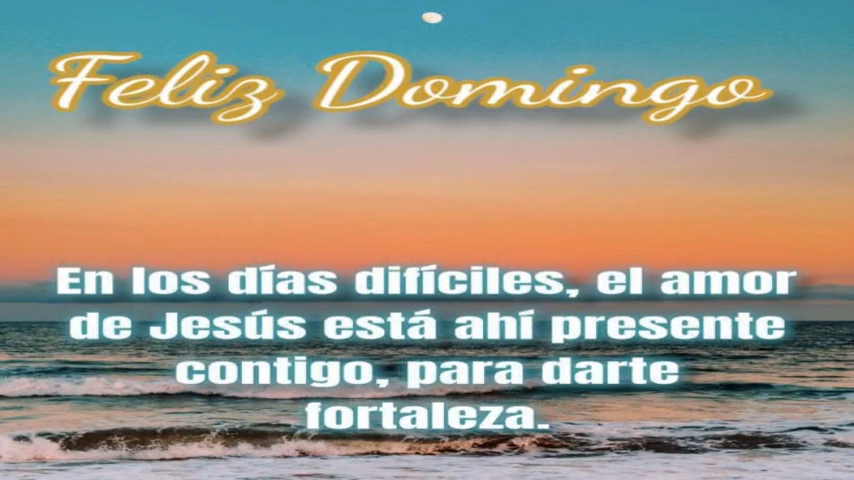 Feliz Domingo
En los días difíciles, el amor
de Jesús está ahí presente
contigo, para darte
fortaleza.